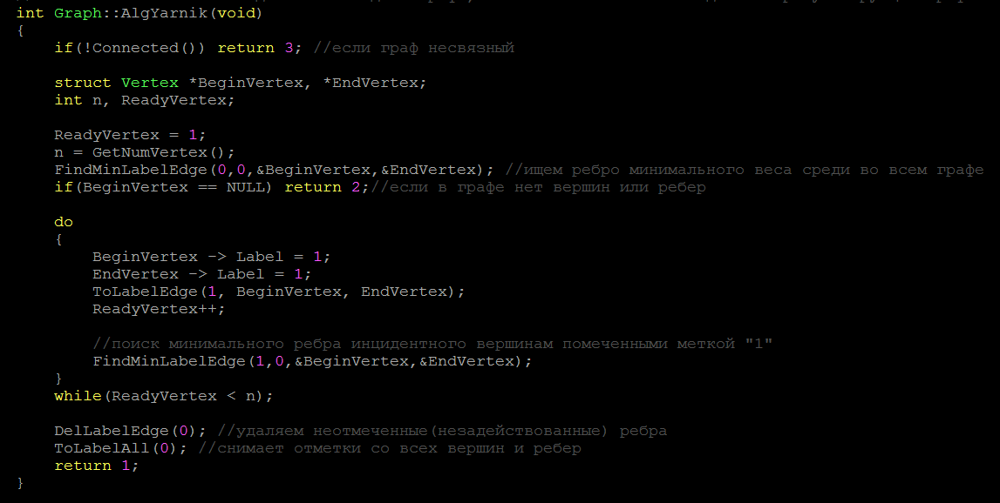 int Graph::AlgYarnik(void)
{
if(!Connected()) return 3; //если граф несвязный
struct Vertex *BeginVertex, *EndVertex;
int n, ReadyVertex;
ReadyVertex = 1;
n = GetNumVertex();
FindMinLabelEdge(0,0,&BeginVertex,&EndVertex); //ищем ребро минимального веса среди во всем графе
if(BeginVertex == NULL) return 2;//если в графе нет вершин или ребер
do
{
BeginVertex -> Label = 1;
EndVertex -> Label = 1;
ToLabelEdge(1, BeginVertex, EndVertex);
ReadyVertex++;
//поиск минимального ребра инцидентного вершинам помеченными меткой "1"
FindMinLabelEdge(1,0,&BeginVertex,&EndVertex);
}
while(ReadyVertex < n);
DelLabelEdge(0); //удаляем неотмеченные(незадействованные) ребра
ToLabelAll(0); //снимает отметки со всех вершин и ребер
return 1;
}